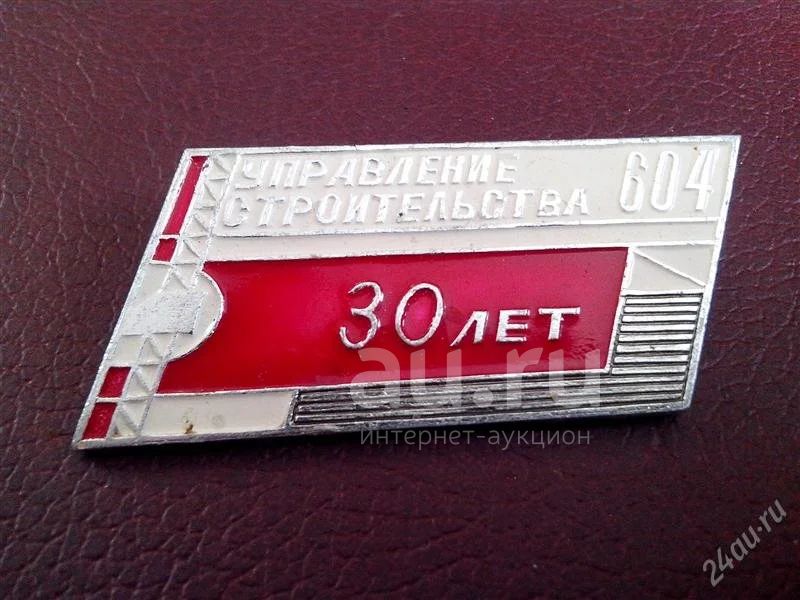 УПРАВЛЕНИЕ
СТРОИТЕЛЬСТВА 604
30 ЛЕТ
au.ru
интернет-аукцион
24au.ru